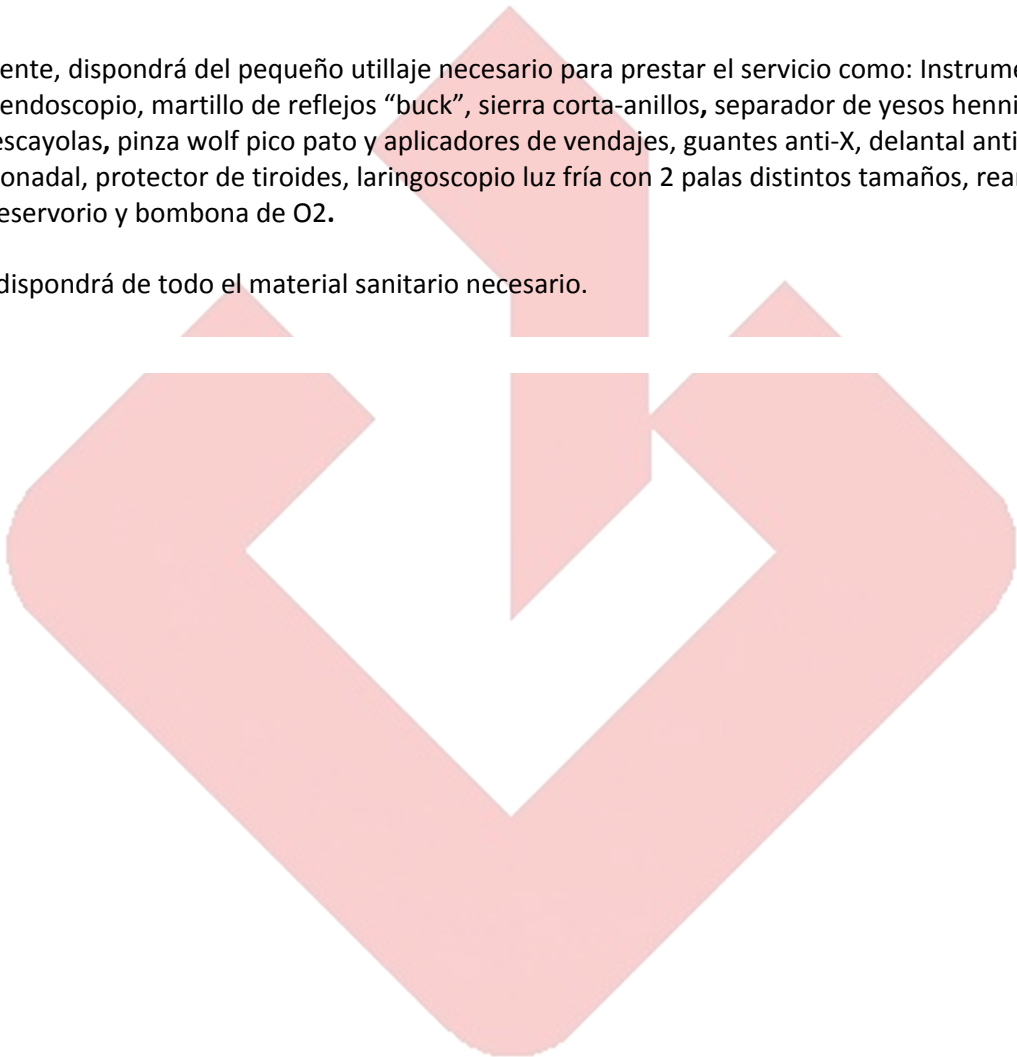 ente, dispondrá del pequeño utillaje necesario para prestar el servicio como: Instrume
endoscopio, martillo de reflejos “buck”, sierra corta-anillos, separador de yesos henni
escayolas, pinza wolf pico pato y aplicadores de vendajes, guantes anti-X, delantal anti
onadal, protector de tiroides, laringoscopio luz fría con 2 palas distintos tamaños, rea
eservorio y bombona de O2.
dispondrá de todo el material sanitario necesario.